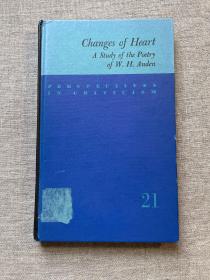 Changes of Heart
A Study of the Poetry
of W. H. Auden
PERSPECTIVES
IN CRITICISM
21